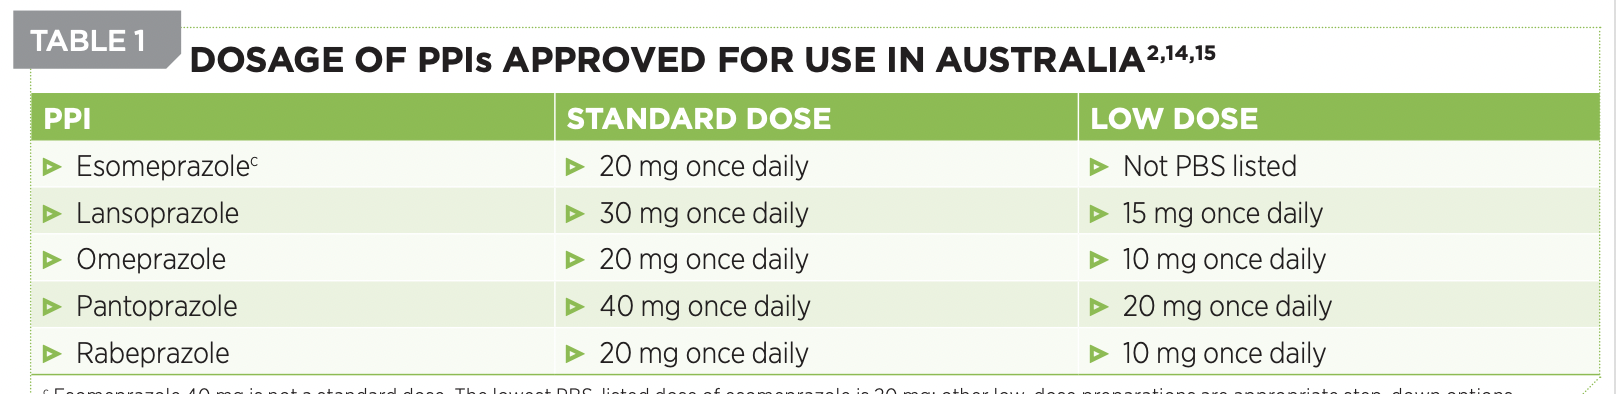 TABLE 1
DOSAGE OF PPIs APPROVED FOR USE IN AUSTRALIA2,14,15
PPI STANDARD DOSE LOW DOSE
Esomeprazolec 20 mg once daily Not PBS listed
Lansoprazole 30 mg once daily 15 mg once daily
Omeprazole 20 mg once daily 10 mg once daily
Pantoprazole 40 mg once daily 20 mg once daily
Rabeprazole 20 mg once daily 10 mg once daily
c Esomeprazole 40 mg is not a standard dose. The lowest PBS-listed dose of esomeprazole is 20 mg; other low-dose preparations are appropriate step-down options.